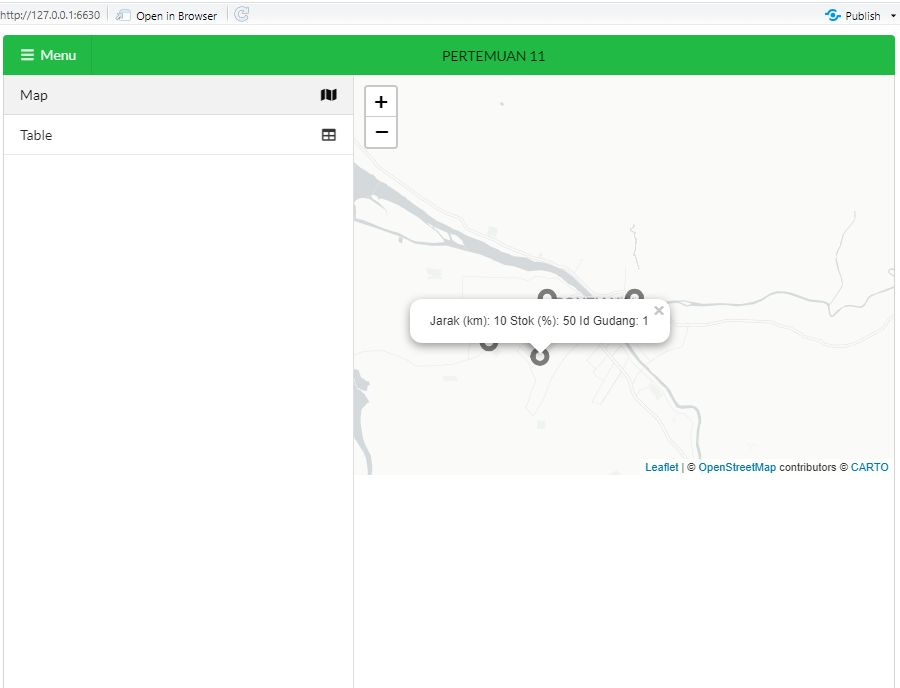 http://127.0.0.1:6630 Open in Browser Publish
Menu PERTEMUAN 11
Map
Table
+
−
Jarak (km): 10 Stok (%): 50 Id Gudang: 1 ×
Leaflet | © OpenStreetMap contributors © CARTO